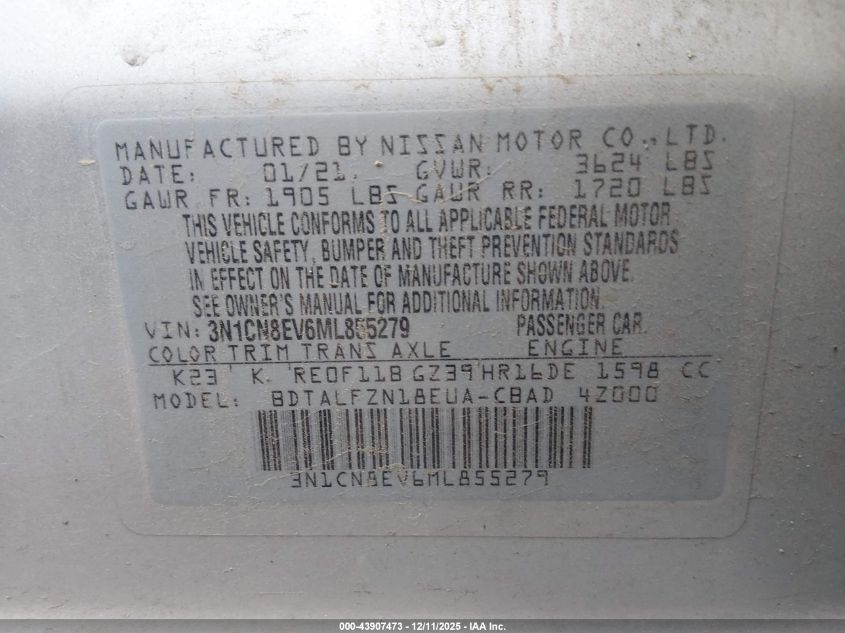 MANUFACTURED BY NISSAN MOTOR CO., LTD.
DATE: 01/21. GVWR: 3624 LBS
GAWR FR: 1905 LBS GAWR RR: 1720 LBS
THIS VEHICLE CONFORMS TO ALL APPLICABLE FEDERAL MOTOR
VEHICLE SAFETY, BUMPER AND THEFT PREVENTION STANDARDS
IN EFFECT ON THE DATE OF MANUFACTURE SHOWN ABOVE.
SEE OWNER'S MANUAL FOR ADDITIONAL INFORMATION.
VIN: 3N1CN8EV6ML855279 PASSENGER CAR.
COLOR TRIM TRANS AXLE ENGINE
K23 K RE0F11B GZ39 HR16DE 1598 CC
MODEL: BDTALFZN18EUA-CBAD 4Z000
3N1CN8EV6ML855279
000-43907473 - 12/11/2025 - IAA Inc.